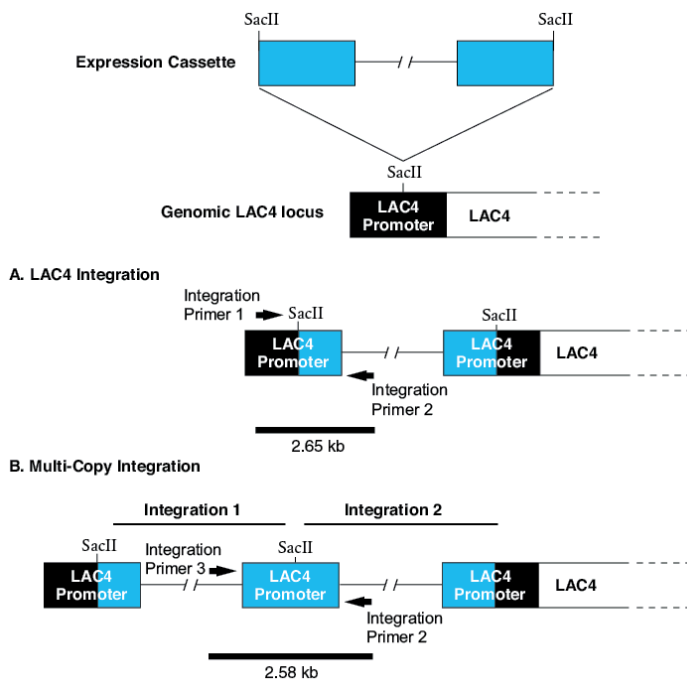 SacII
SacII
Expression Cassette
SacII
Genomic LAC4 locus
LAC4
Promoter
LAC4
A. LAC4 Integration
Integration
Primer 1
SacII
SacII
LAC4
Promoter
LAC4
Promoter
LAC4
Integration
Primer 2
2.65 kb
B. Multi-Copy Integration
Integration 1
Integration 2
SacII
Integration
Primer 3
SacII
LAC4
Promoter
LAC4
Promoter
LAC4
Promoter
LAC4
Integration
Primer 2
2.58 kb